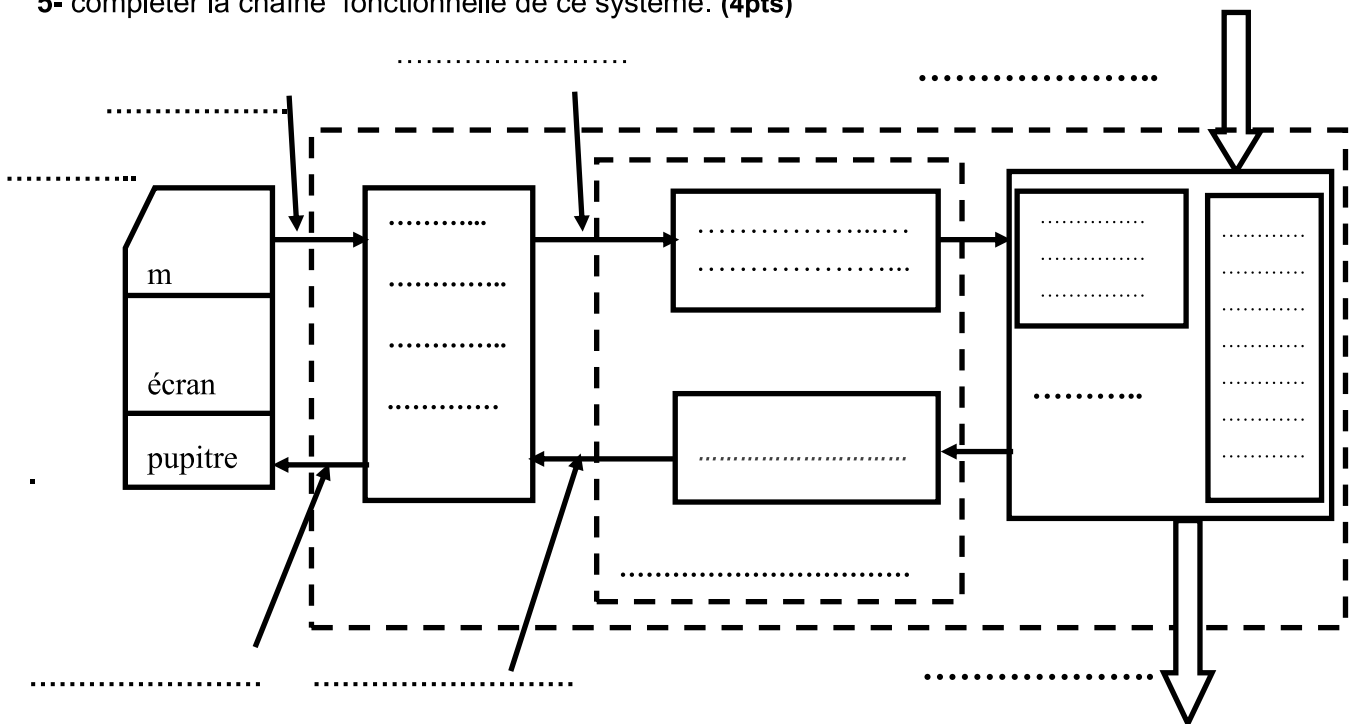 5- compléter la chaîne fonctionnelle de ce système. (4pts)
m
écran
pupitre